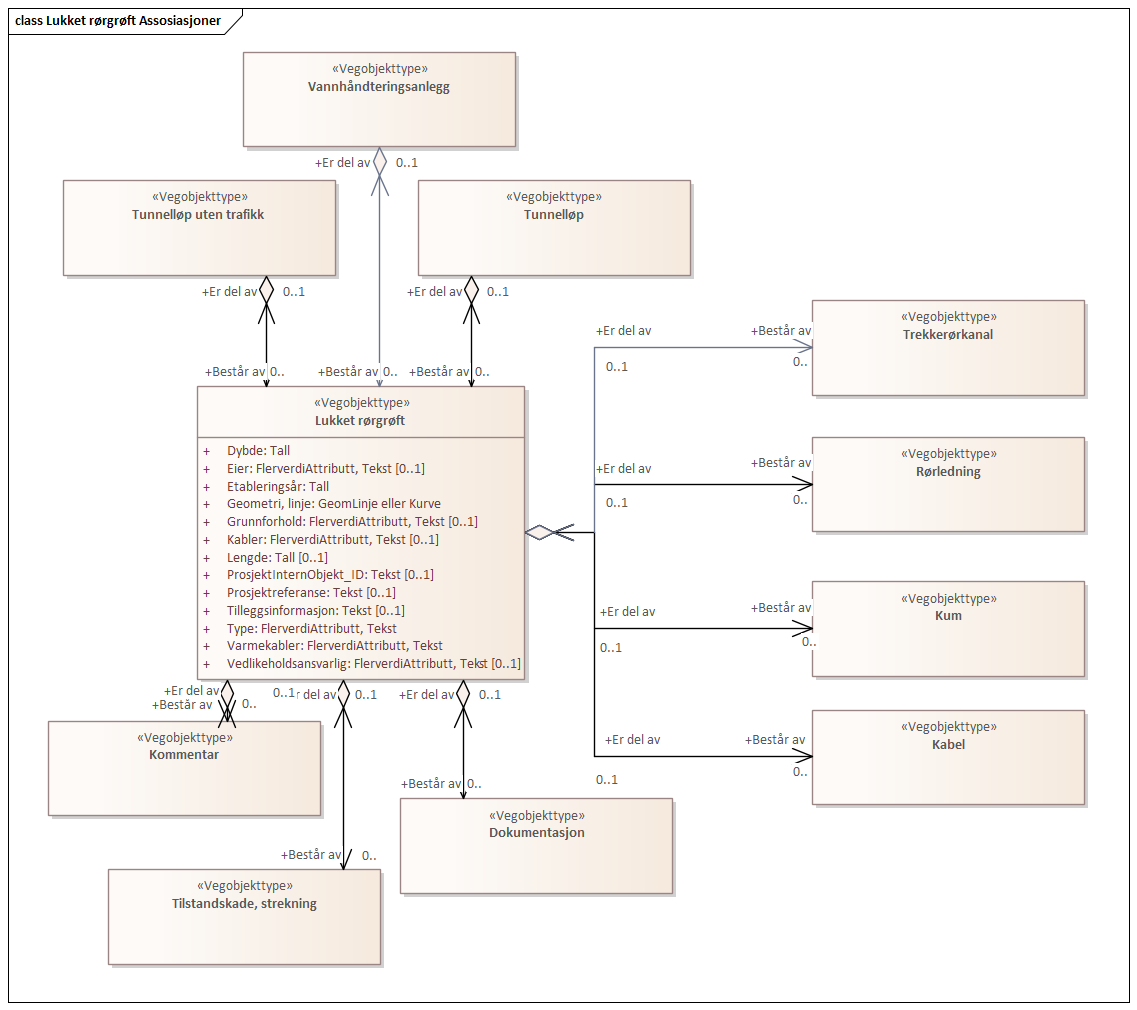 class Lukket rørgrøft Assosiasjoner
«Vegobjekttype»
Vannhåndteringsanlegg
+Er del av 0..1
«Vegobjekttype»
Tunnelløp uten trafikk
«Vegobjekttype»
Tunnelløp
+Er del av 0..1
+Er del av 0..1
+Består av 0..
+Består av 0..
+Består av 0..
«Vegobjekttype»
Lukket rørgrøft
+ Dybde: Tall
+ Eier: FlerverdiAttributt, Tekst [0..1]
+ Etableringsår: Tall
+ Geometri, linje: GeomLinje eller Kurve
+ Grunnforhold: FlerverdiAttributt, Tekst [0..1]
+ Kabler: FlerverdiAttributt, Tekst [0..1]
+ Lengde: Tall [0..1]
+ ProsjektInternObjekt_ID: Tekst [0..1]
+ Prosjektreferanse: Tekst [0..1]
+ Tilleggsinformasjon: Tekst [0..1]
+ Type: FlerverdiAttributt, Tekst
+ Varmekabler: FlerverdiAttributt, Tekst
+ Vedlikeholdsansvarlig: FlerverdiAttributt, Tekst [0..1]
+Er del av +Består av
0..1 0..
«Vegobjekttype»
Trekkerørkanal
+Er del av +Består av
0..1 0..
«Vegobjekttype»
Rørledning
+Er del av +Består av
0..1 0..
«Vegobjekttype»
Kum
+Er del av +Består av
0..1 0..
«Vegobjekttype»
Kabel
+Er del av 0..1
+Består av 0..
«Vegobjekttype»
Kommentar
r del av 0..1
+Består av 0..
«Vegobjekttype»
Tilstandskade, strekning
+Er del av 0..1
+Består av 0..
«Vegobjekttype»
Dokumentasjon